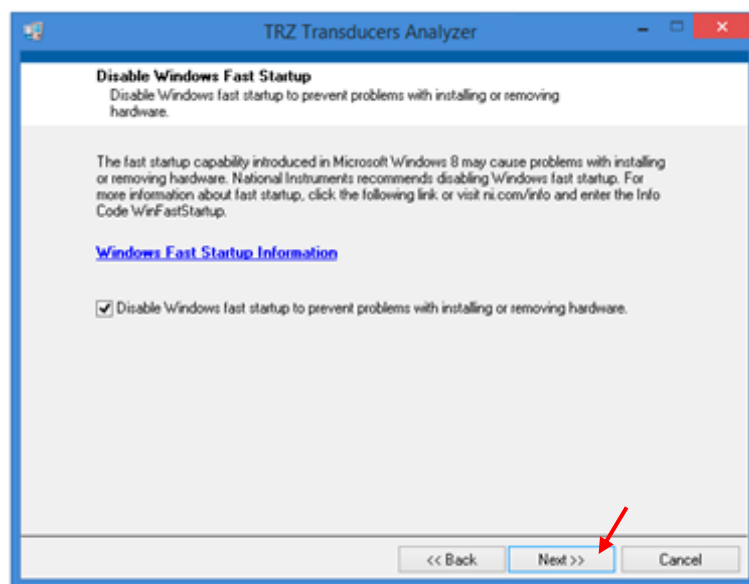 TRZ Transducers Analyzer
Disable Windows Fast Startup
Disable Windows fast startup to prevent problems with installing or removing
hardware.
The fast startup capability introduced in Microsoft Windows 8 may cause problems with installing
or removing hardware. National Instruments recommends disabling Windows fast startup. For
more information about fast startup, click the following link or visit ni.com/info and enter the Info
Code WinFastStartup.
Windows Fast Startup Information
Disable Windows fast startup to prevent problems with installing or removing hardware.
<< Back
Next >>
Cancel